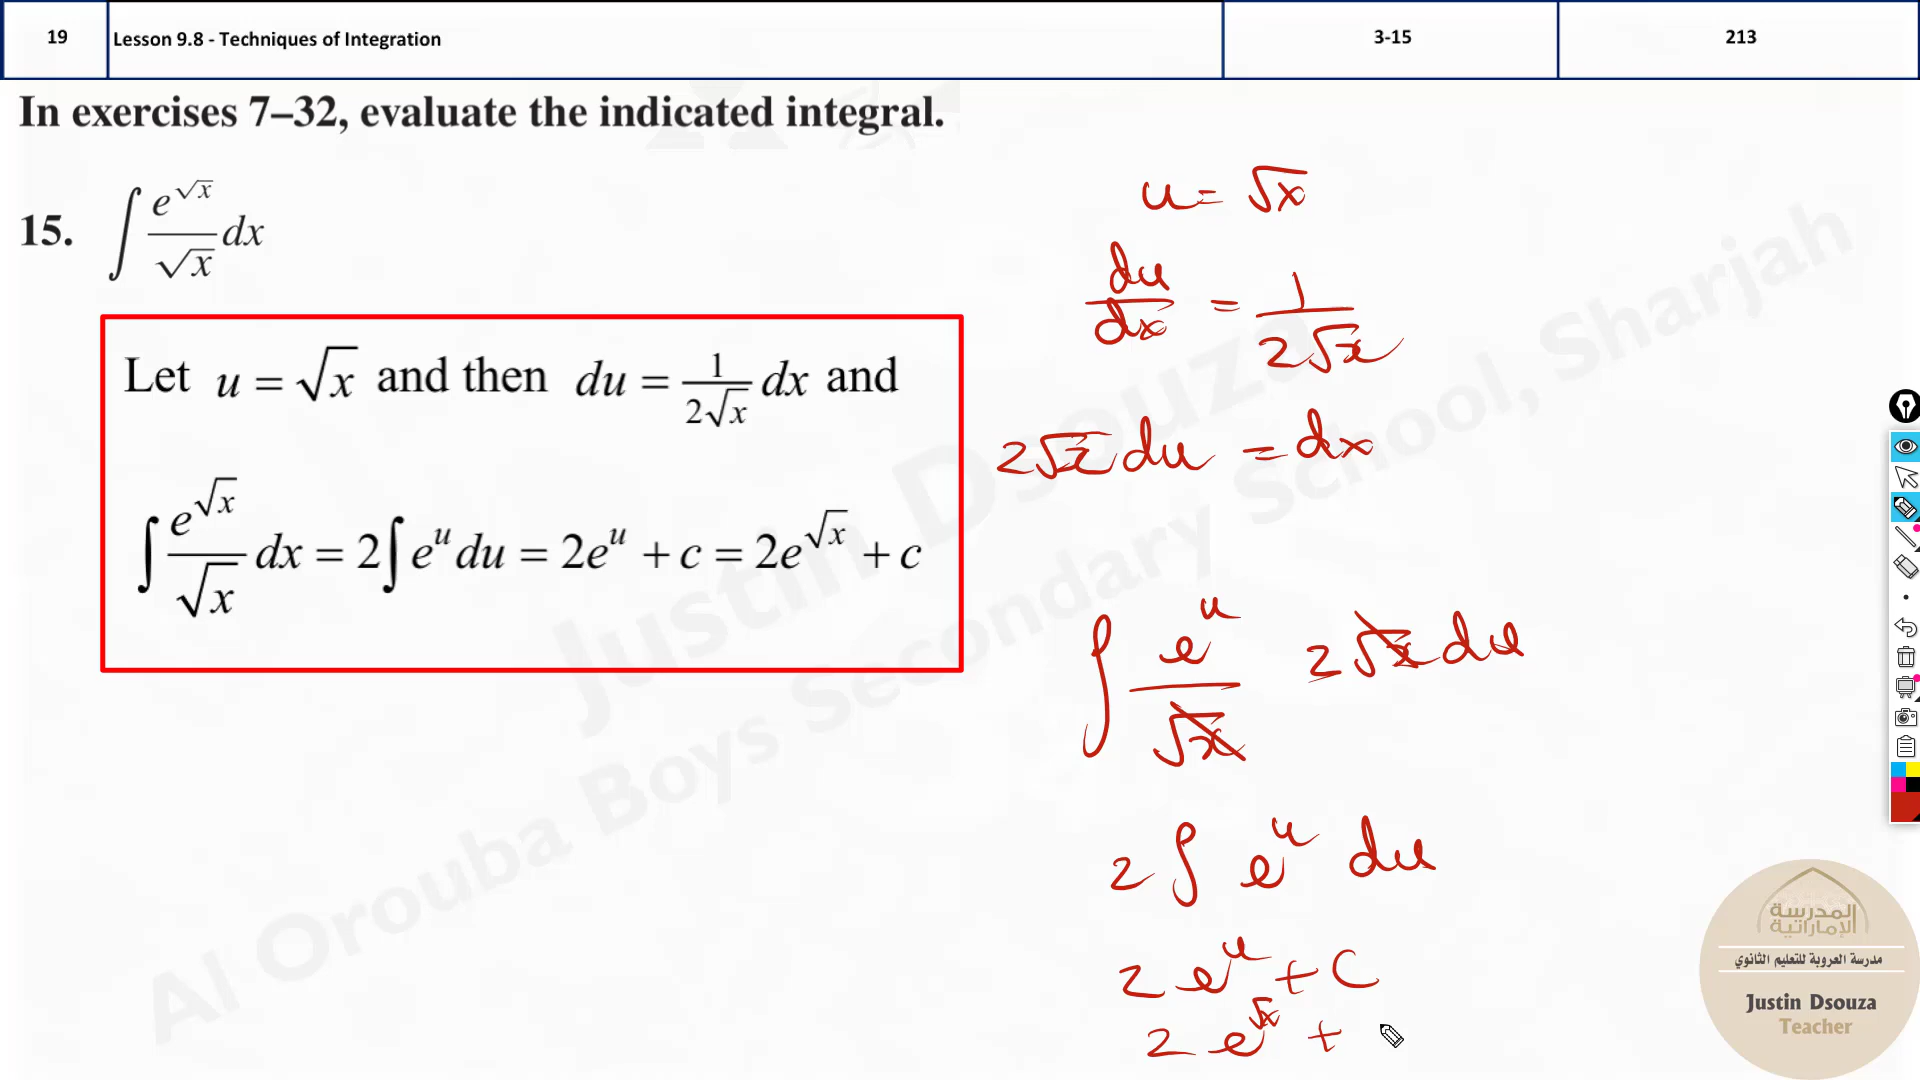 19 Lesson 9.8 - Techniques of Integration 3-15 213
In exercises 7–32, evaluate the indicated integral.
15. ∫ e^√x / √x dx
Let u = √x and then du = 1/(2√x) dx and
∫ e^√x / √x dx = 2∫ e^u du = 2e^u + c = 2e^√x + c
u = √x
du/dx = 1/(2√x)
2√x du = dx
∫ e^u / √x 2√x du
2 ∫ e^u du
2 e^u + C
2 e^√x +
Justin Dsouza
Al Orouba Boys Secondary School, Sharjah
المدرسة
الإماراتية
مدرسة العروبة للتعليم الثانوي
Justin Dsouza
Teacher